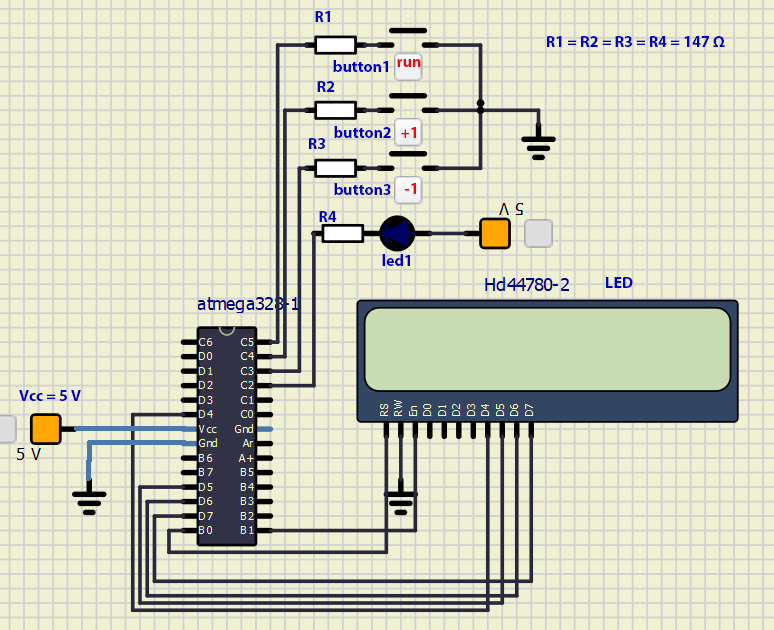 R1
R1 = R2 = R3 = R4 = 147 Ω
button1
run
R2
button2
+1
R3
button3
-1
R4
5 V
led1
Hd44780-2
LED
atmega328-1
C6 C5
D0 C4
D1 C3
D2 C2
D3 C1
D4 C0
Vcc Gnd
Gnd Ar
B6 A+
B7 B5
D5 B4
D6 B3
D7 B2
B0 B1
Vcc = 5 V
5 V
RS RW En D0 D1 D2 D3 D4 D5 D6 D7